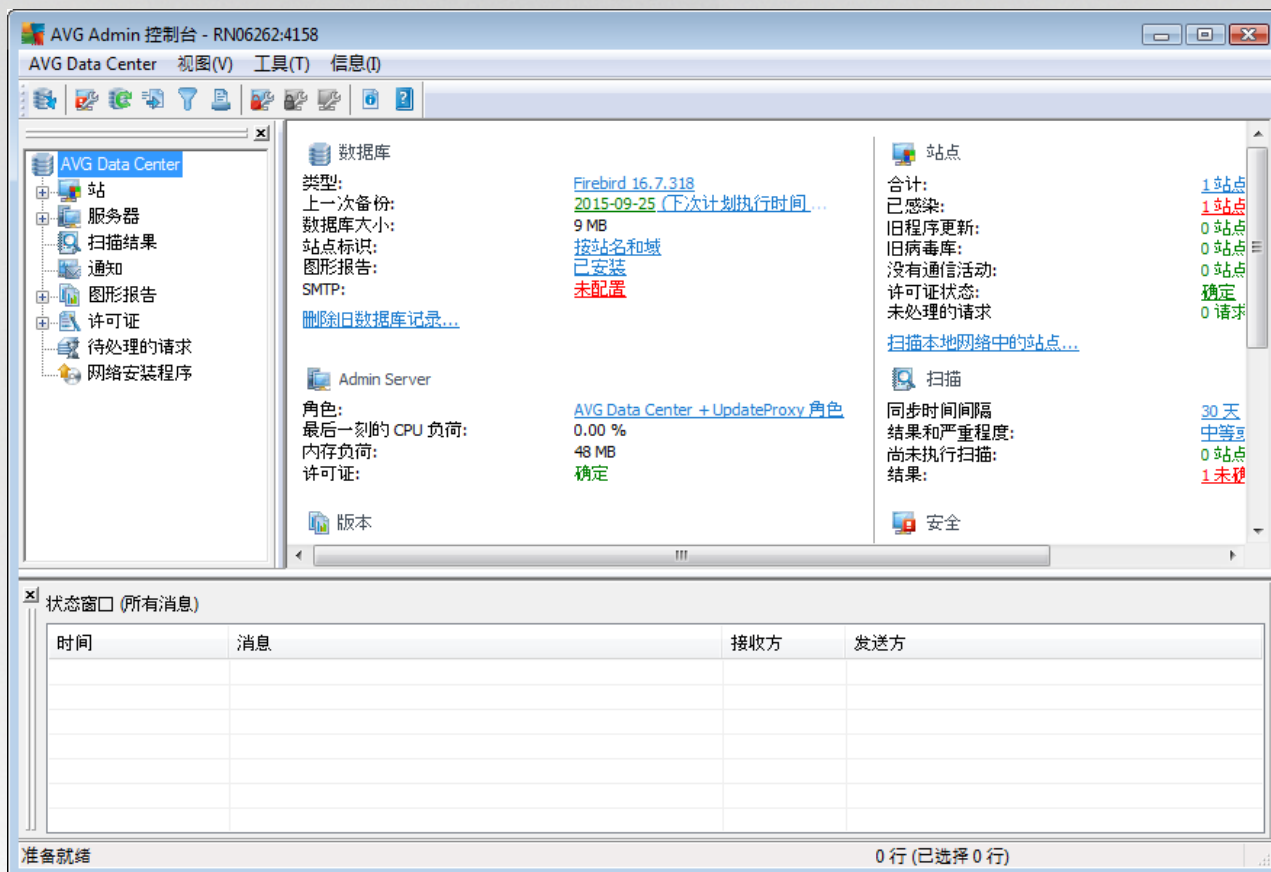 AVG Admin 控制台 - RN06262:4158
AVG Data Center 视图(V) 工具(T) 信息(I)
AVG Data Center
站
服务器
扫描结果
通知
图形报告
许可证
待处理的请求
网络安装程序
数据库
类型: Firebird 16.7.318
上一次备份: 2015-09-25 (下次计划执行时间 ...
数据库大小: 9 MB
站点标识: 按站名和域
图形报告: 已安装
SMTP: 未配置
删除旧数据库记录...
Admin Server
角色: AVG Data Center + UpdateProxy 角色
最后一刻的 CPU 负荷: 0.00 %
内存负荷: 48 MB
许可证: 确定
版本
站点
合计: 1 站点
已感染: 1 站点
旧程序更新: 0 站点
旧病毒库: 0 站点
没有通信活动: 0 站点
许可证状态: 确定
未处理的请求 0 请求
扫描本地网络中的站点...
扫描
同步时间间隔 30 天
结果和严重程度: 中等
尚未执行扫描: 0 站点
结果: 1 未
安全
状态窗口 (所有消息)
时间 消息 接收方 发送方
准备就绪 0 行 (已选择 0 行)